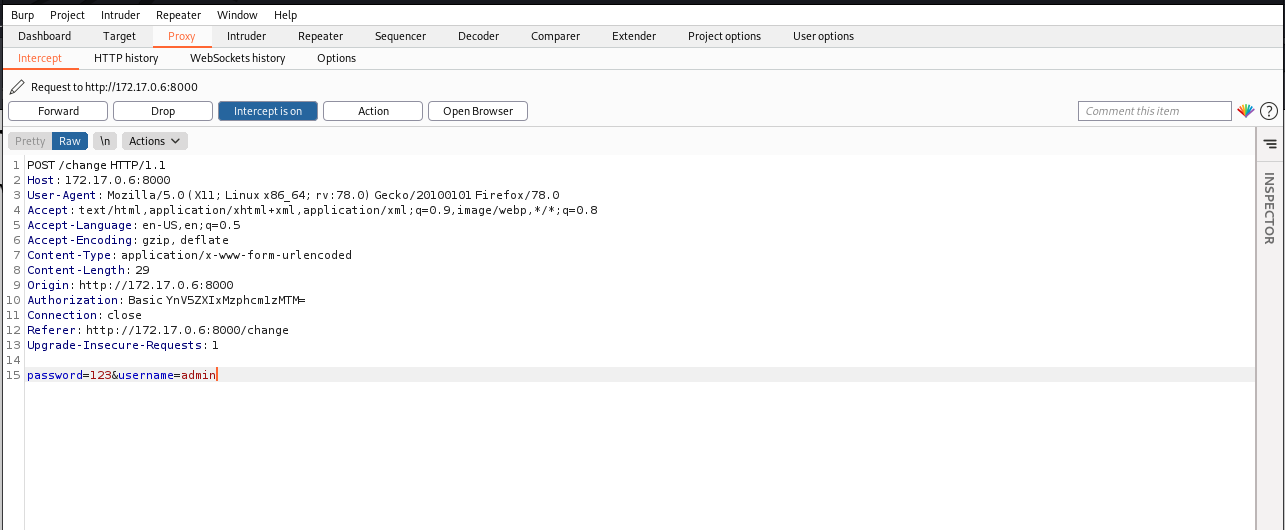 Burp Project Intruder Repeater Window Help
Dashboard Target Proxy Intruder Repeater Sequencer Decoder Comparer Extender Project options User options
Intercept HTTP history WebSockets history Options
Request to http://172.17.0.6:8000
Forward Drop Intercept is on Action Open Browser Comment this item ?
Pretty Raw \n Actions
INSPECTOR
1 POST /change HTTP/1.1
2 Host: 172.17.0.6:8000
3 User-Agent: Mozilla/5.0 (X11; Linux x86_64; rv:78.0) Gecko/20100101 Firefox/78.0
4 Accept: text/html,application/xhtml+xml,application/xml;q=0.9,image/webp,*/*;q=0.8
5 Accept-Language: en-US,en;q=0.5
6 Accept-Encoding: gzip, deflate
7 Content-Type: application/x-www-form-urlencoded
8 Content-Length: 29
9 Origin: http://172.17.0.6:8000
10 Authorization: Basic YnV5ZXIxMzphcm1zMTM=
11 Connection: close
12 Referer: http://172.17.0.6:8000/change
13 Upgrade-Insecure-Requests: 1
14
15 password=123&username=admin